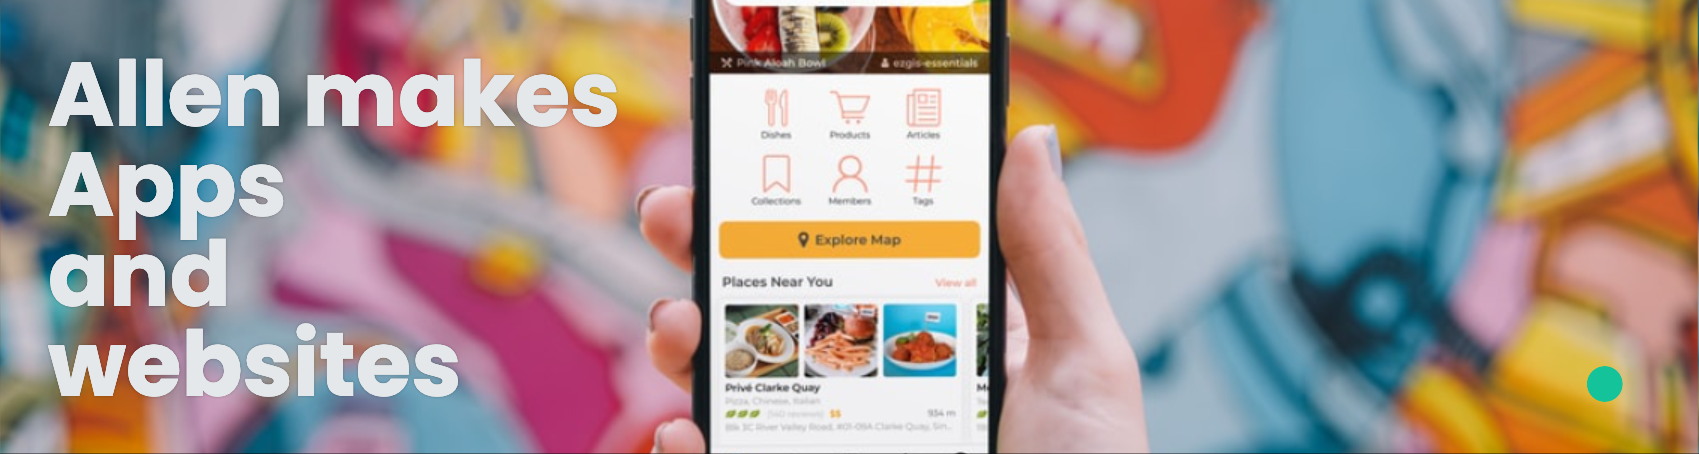 Allen makes
Apps
and
websites
Pink Aloah Bowl ezgis-essentials
Dishes Products Articles
Collections Members Tags
Explore Map
Places Near You View all
Privé Clarke Quay
Pizza, Chinese, Italian
(140 reviews) $$ 934 m
Blk 3C River Valley Road, #01-09A Clarke Quay, Sin...